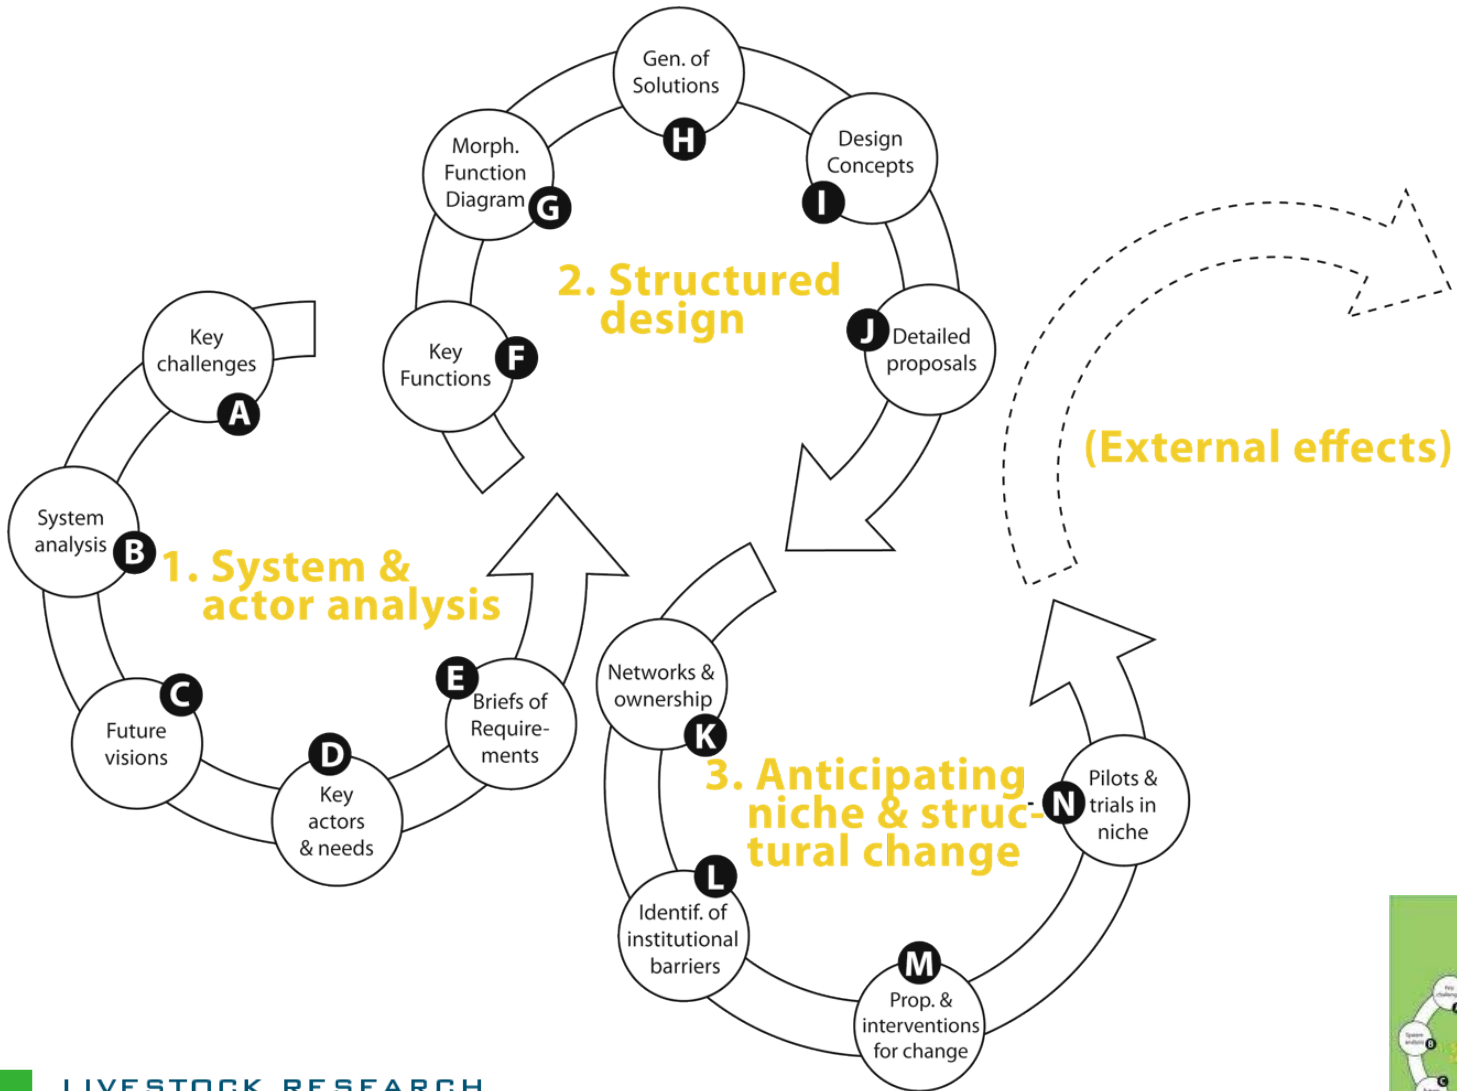 Key
challenges
A
System
analysis
B
1. System &
actor analysis
C
Future
visions
D
Key
actors
& needs
E
Briefs of
Require-
ments
Key
Functions
F
Morph.
Function
Diagram
G
Gen. of
Solutions
H
Design
Concepts
I
2. Structured
design
J
Detailed
proposals
Networks &
ownership
K
3. Anticipating
niche & struc-
tural change
L
Identif. of
institutional
barriers
M
Prop. &
interventions
for change
N
Pilots &
trials in
niche
(External effects)
LIVESTOCK RESEARCH